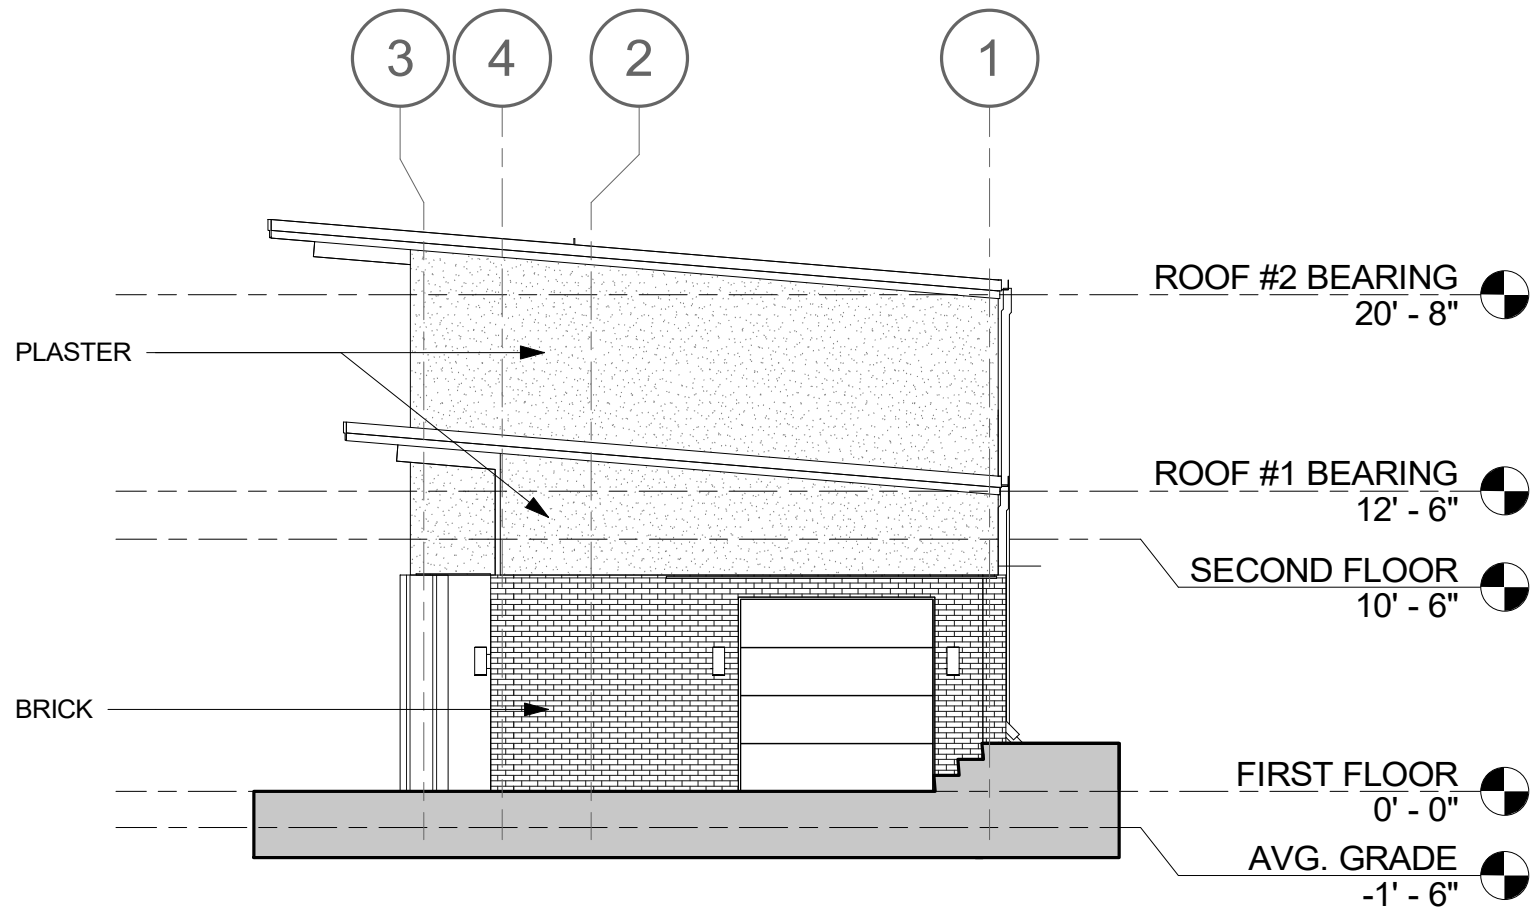 3 4 2 1
ROOF #2 BEARING
20' - 8"
PLASTER
ROOF #1 BEARING
12' - 6"
SECOND FLOOR
10' - 6"
BRICK
FIRST FLOOR
0' - 0"
AVG. GRADE
-1' - 6"